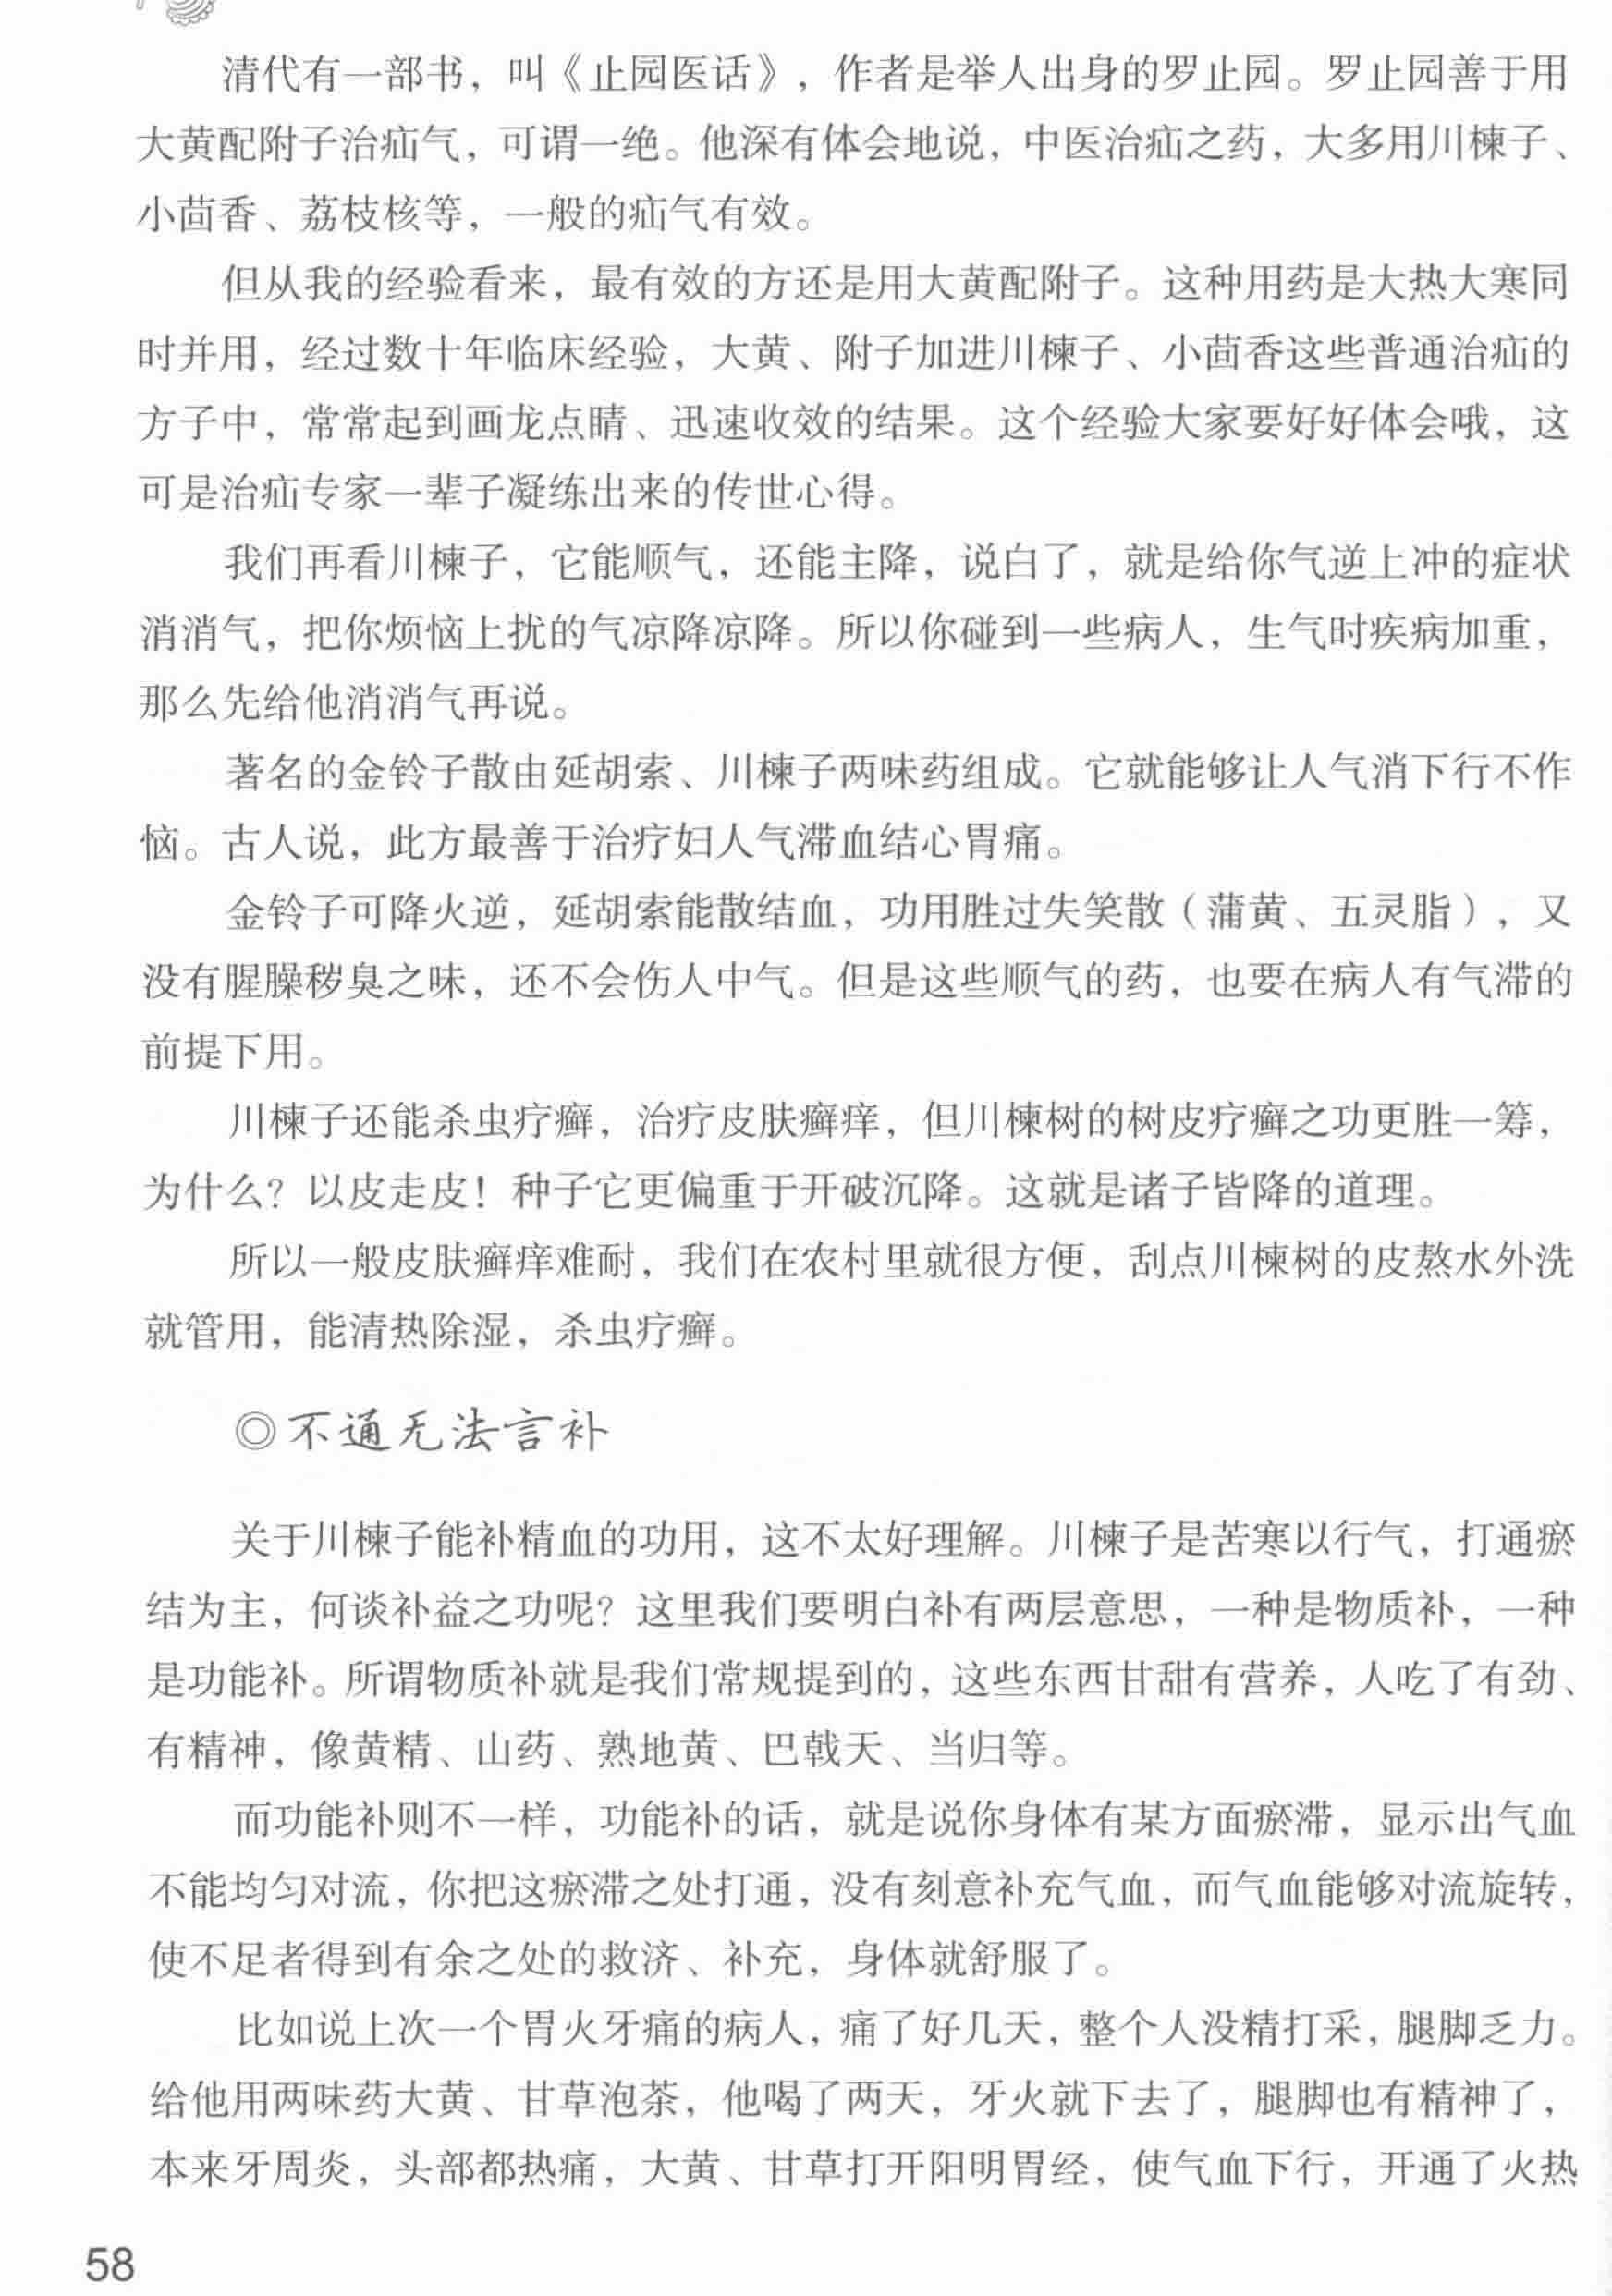 清代有一部书，叫《止园医话》，作者是举人出身的罗止园。罗止园善于用
大黄配附子治疝气，可谓一绝。他深有体会地说，中医治疝之药，大多用川楝子、
小茴香、荔枝核等，一般的疝气有效。
但从我的经验看来，最有效的方还是用大黄配附子。这种用药是大热大寒同
时并用，经过数十年临床经验，大黄、附子加进川楝子、小茴香这些普通治疝的
方子中，常常起到画龙点睛、迅速收效的结果。这个经验大家要好好体会哦，这
可是治疝专家一辈子凝练出来的传世心得。
我们再看川楝子，它能顺气，还能主降，说白了，就是给你气逆上冲的症状
消消气，把你烦恼上扰的气凉降凉降。所以你碰到一些病人，生气时疾病加重，
那么先给他消消气再说。
著名的金铃子散由延胡索、川楝子两味药组成。它就能够让人气消下行不作
恼。古人说，此方最善于治疗妇人气滞血结心胃痛。
金铃子可降火逆，延胡索能散结血，功用胜过失笑散（蒲黄、五灵脂），又
没有腥臊秽臭之味，还不会伤人中气。但是这些顺气的药，也要在病人有气滞的
前提下用。
川楝子还能杀虫疗癣，治疗皮肤癣痒，但川楝树的树皮疗癣之功更胜一筹，
为什么？以皮走皮！种子它更偏重于开破沉降。这就是诸子皆降的道理。
所以一般皮肤癣痒难耐，我们在农村里就很方便，刮点川楝树的皮熬水外洗
就管用，能清热除湿，杀虫疗癣。
◎不通无法言补
关于川楝子能补精血的功用，这不太好理解。川楝子是苦寒以行气，打通瘀
结为主，何谈补益之功呢？这里我们要明白补有两层意思，一种是物质补，一种
是功能补。所谓物质补就是我们常规提到的，这些东西甘甜有营养，人吃了有劲、
有精神，像黄精、山药、熟地黄、巴戟天、当归等。
而功能补则不一样，功能补的话，就是说你身体有某方面瘀滞，显示出气血
不能均匀对流，你把这瘀滞之处打通，没有刻意补充气血，而气血能够对流旋转，
使不足者得到有余之处的救济、补充，身体就舒服了。
比如说上次一个胃火牙痛的病人，痛了好几天，整个人没精打采，腿脚乏力。
给他用两味药大黄、甘草泡茶，他喝了两天，牙火就下去了，腿脚也有精神了，
本来牙周炎，头部都热痛，大黄、甘草打开阳明胃经，使气血下行，开通了火热
58